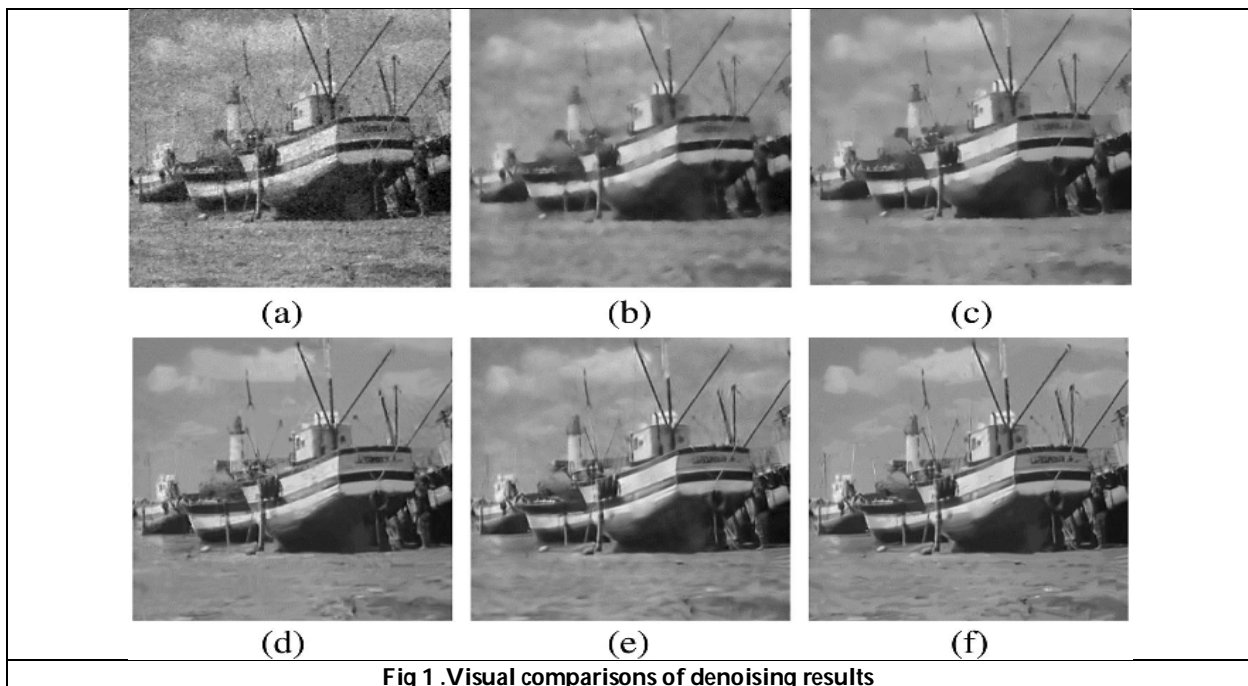 (a) (b) (c)
(d) (e) (f)
Fig 1 .Visual comparisons of denoising results